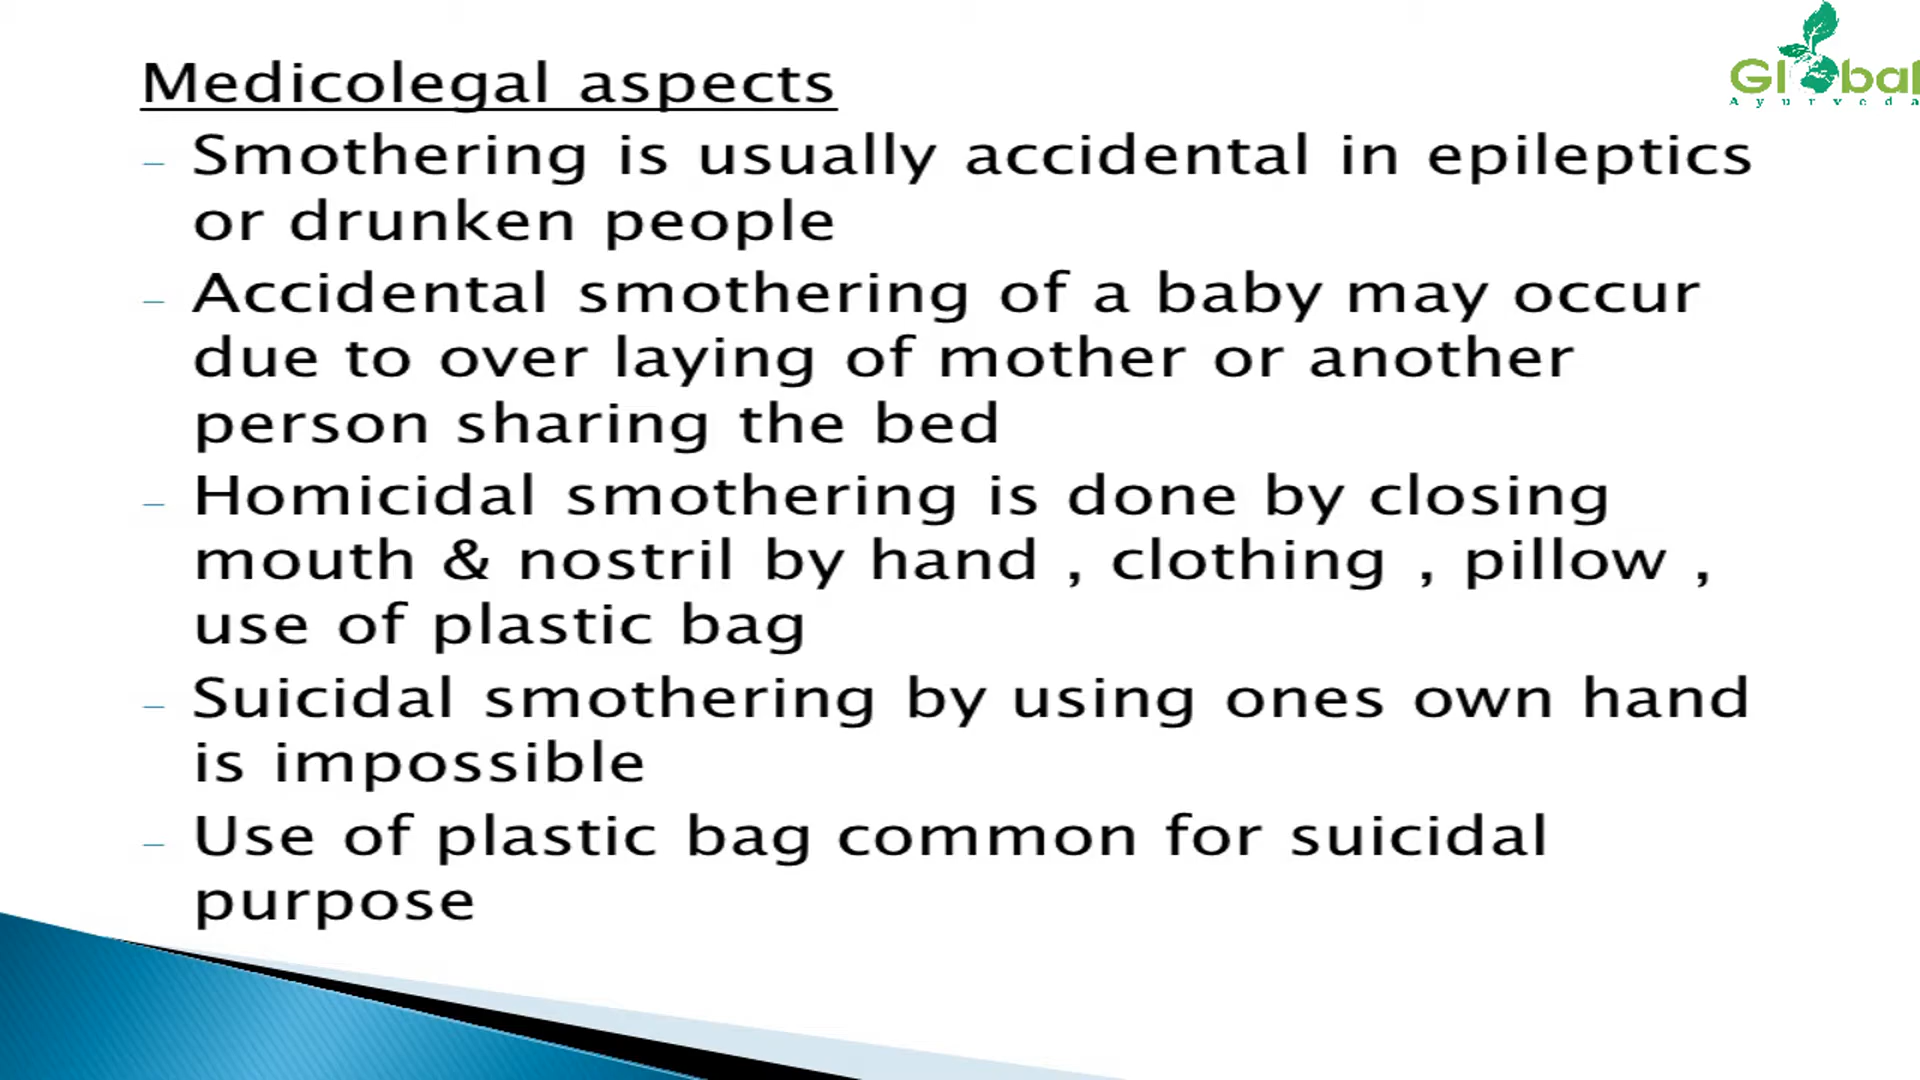 Global
Ayurveda
Medicolegal aspects
– Smothering is usually accidental in epileptics
or drunken people
– Accidental smothering of a baby may occur
due to over laying of mother or another
person sharing the bed
– Homicidal smothering is done by closing
mouth & nostril by hand , clothing , pillow ,
use of plastic bag
– Suicidal smothering by using ones own hand
is impossible
– Use of plastic bag common for suicidal
purpose